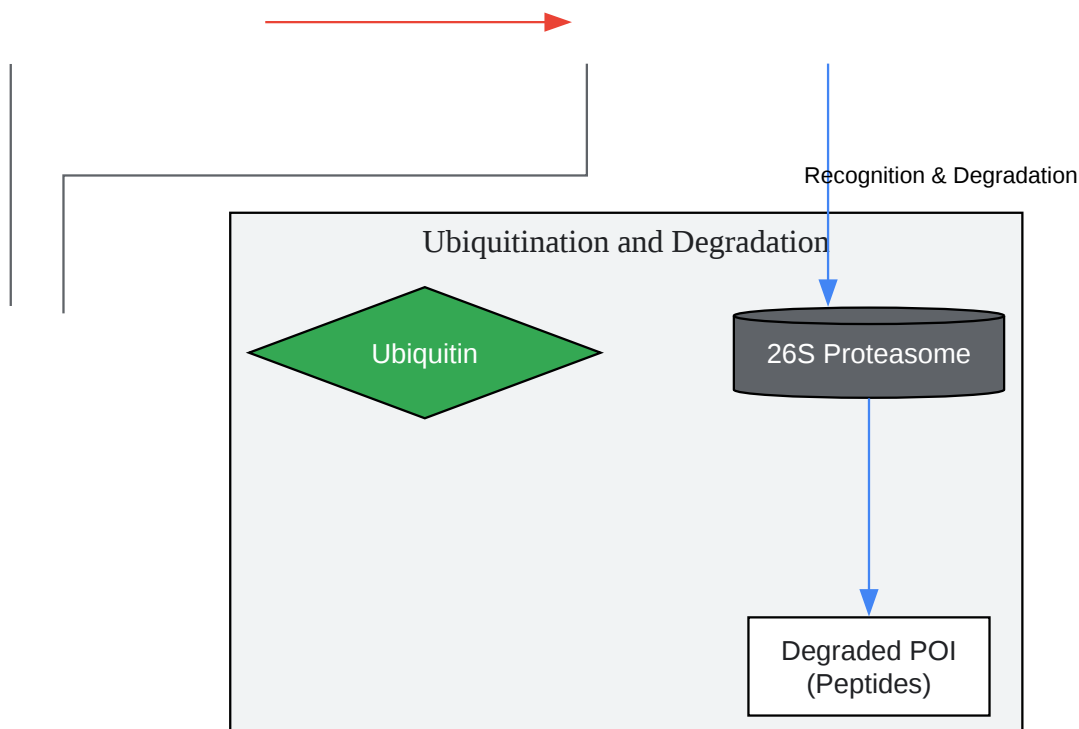 Recognition & Degradation
Ubiquitination and Degradation
Ubiquitin
26S Proteasome
Degraded POI
(Peptides)